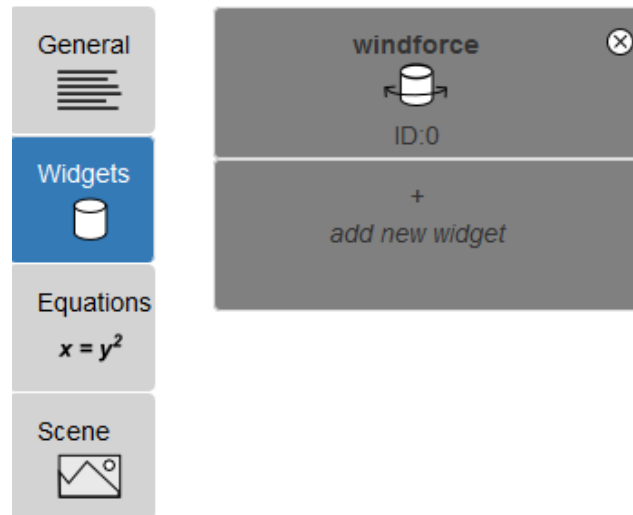 General
Widgets
Equations
x = y²
Scene
windforce
ID:0
+
add new widget